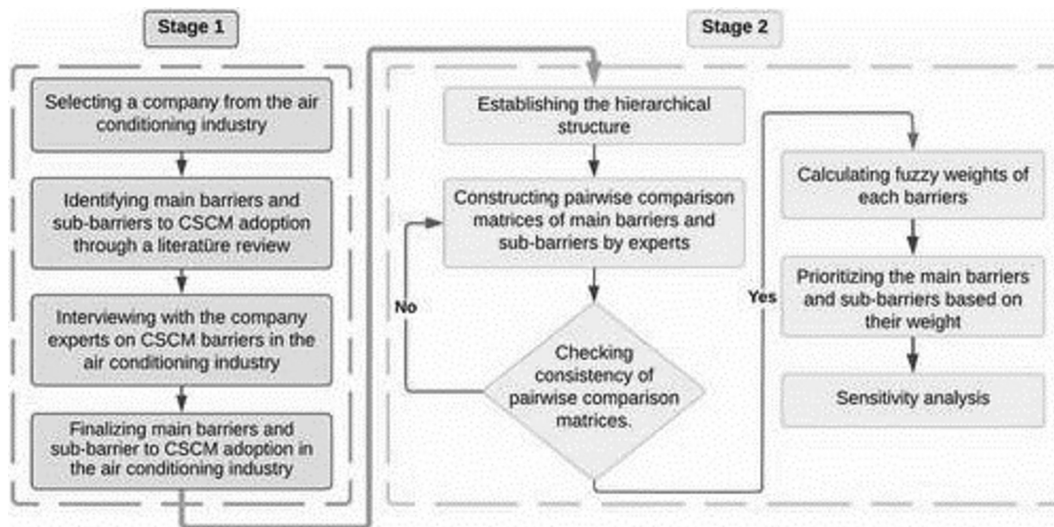 Stage 1
Selecting a company from the air
conditioning industry
Identifying main barriers and
sub-barriers to CSCM adoption
through a literature review
Interviewing with the company
experts on CSCM barriers in the
air conditioning industry
Finalizing main barriers and
sub-barrier to CSCM adoption in
the air conditioning industry
Stage 2
Establishing the hierarchical
structure
Constructing pairwise comparison
matrices of main barriers and
sub-barriers by experts
No
Checking
consistency of
pairwise comparison
matrices.
Yes
Calculating fuzzy weights of
each barriers
Prioritizing the main barriers
and sub-barriers based on
their weight
Sensitivity analysis